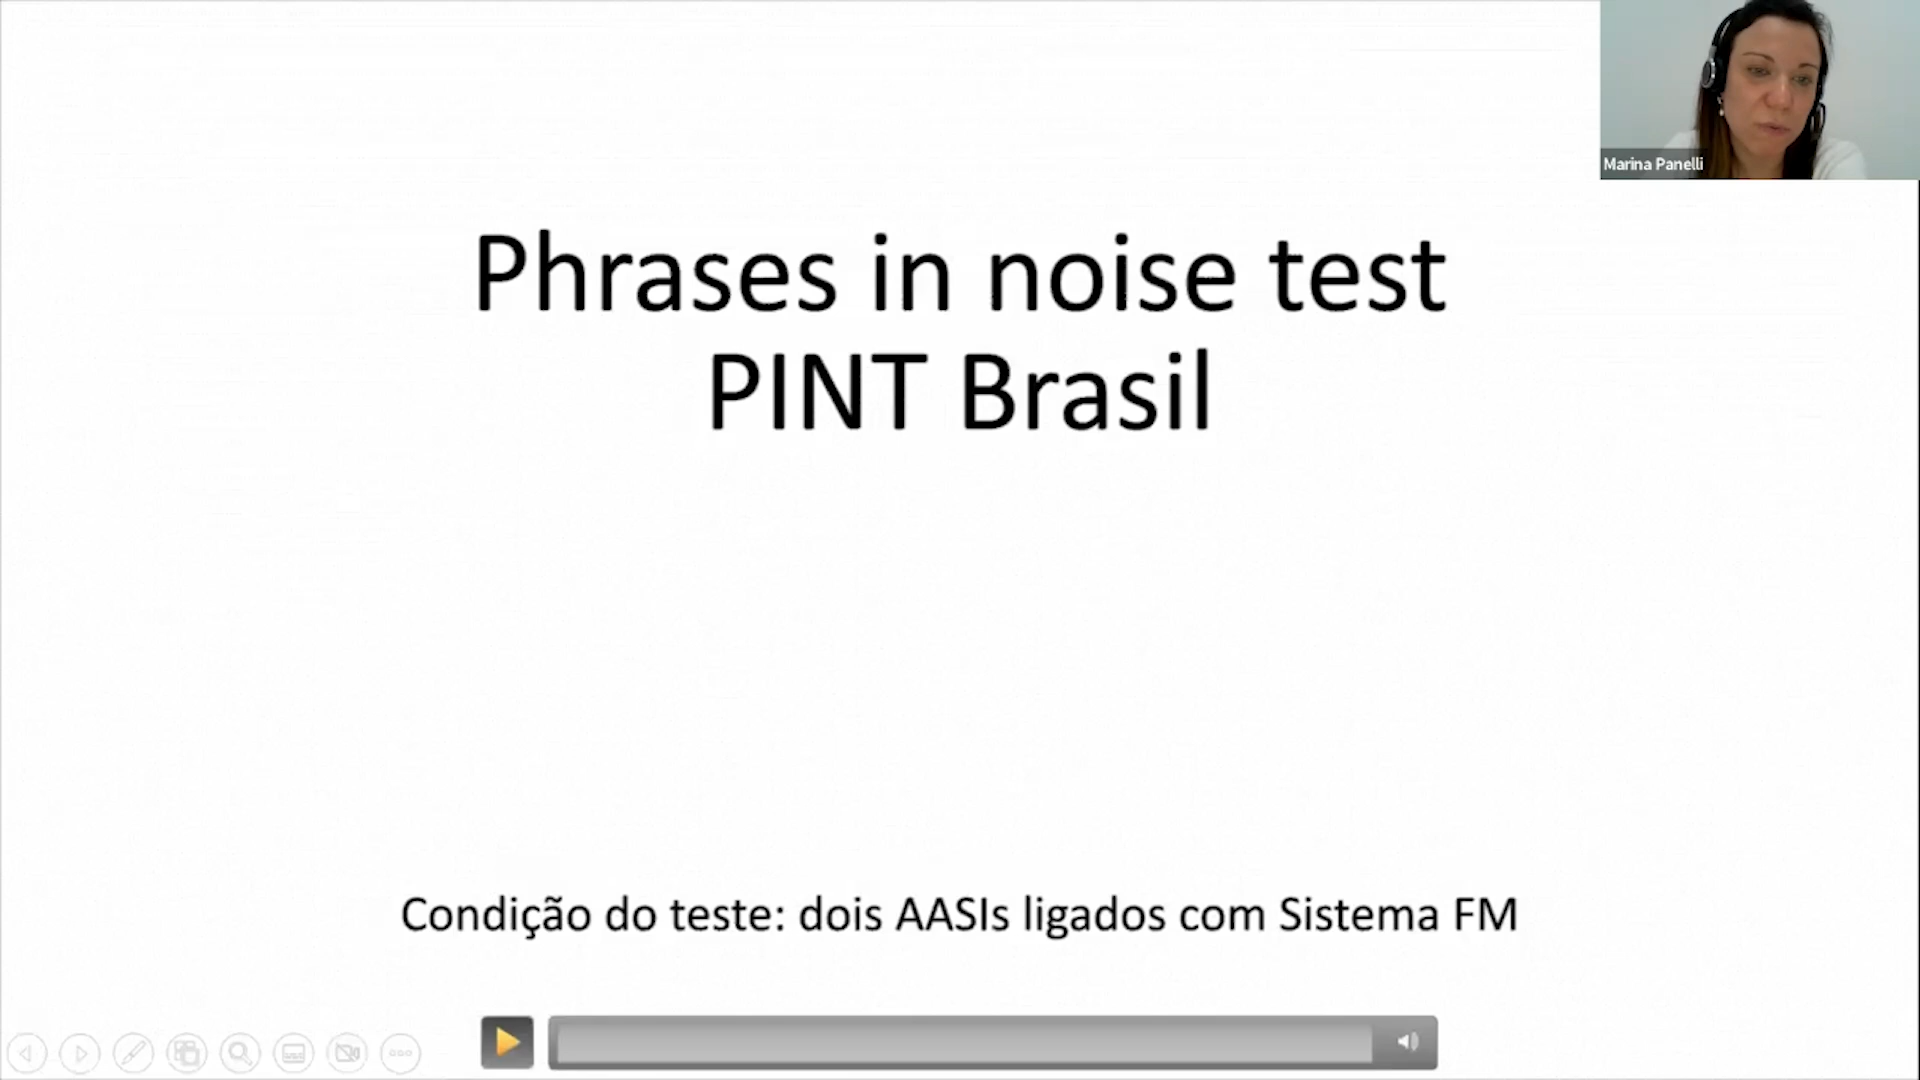 Marina Panelli
Phrases in noise test
PINT Brasil
Condição do teste: dois AASIs ligados com Sistema FM